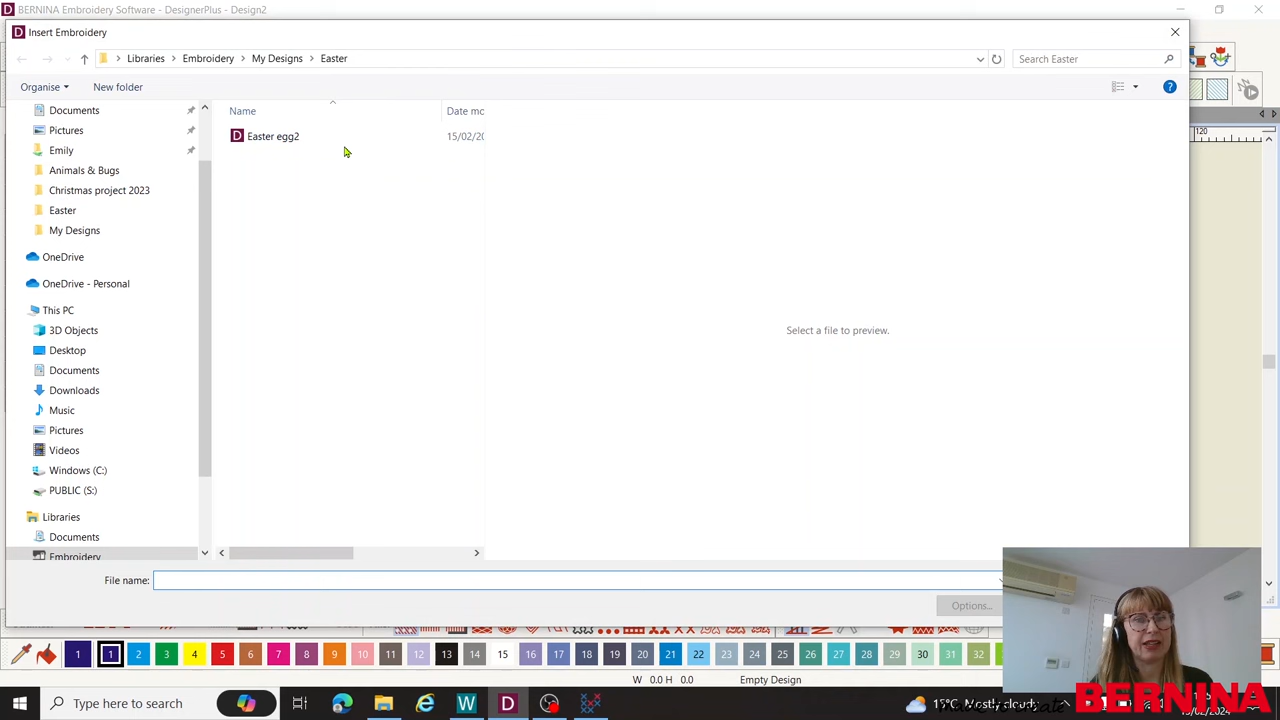 BERNINA Embroidery Software - DesignerPlus - Design2
Insert Embroidery
Libraries > Embroidery > My Designs > Easter
Search Easter
Organise
New folder
Name
Date mo
Easter egg2
15/02/20
Documents
Pictures
Emily
Animals & Bugs
Christmas project 2023
Easter
My Designs
OneDrive
OneDrive - Personal
This PC
3D Objects
Desktop
Documents
Downloads
Music
Pictures
Videos
Windows (C:)
PUBLIC (S:)
Libraries
Documents
Embroidery
Select a file to preview.
120
File name:
Options...
1 1 2 3 4 5 6 7 8 9 10 11 12 13 14 15 16 17 18 19 20 21 22 23 24 25 26 27 28 29 30 31 32
W 0.0 H 0.0
Empty Design
Type here to search
15°C Mostly cloudy
BERNINA